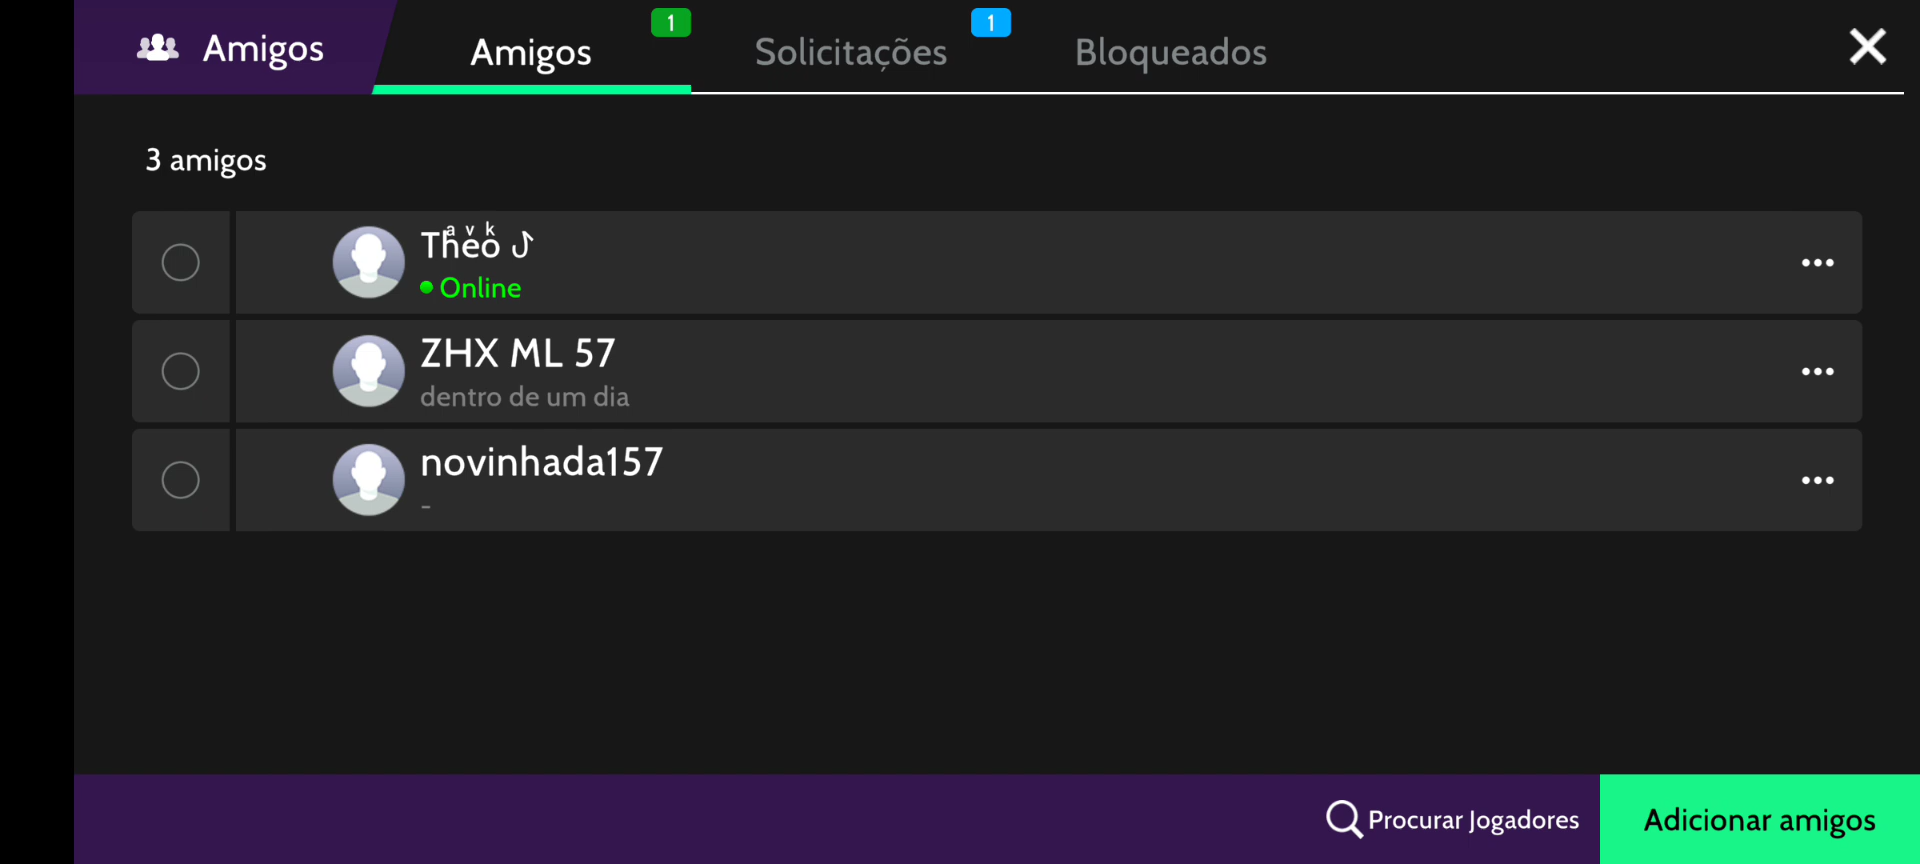 Amigos
Amigos 1
Solicitações 1
Bloqueados
3 amigos
Thͣeͮoͩ ♪
Online
ZHX ML 57
dentro de um dia
novinhada157
-
Procurar Jogadores
Adicionar amigos